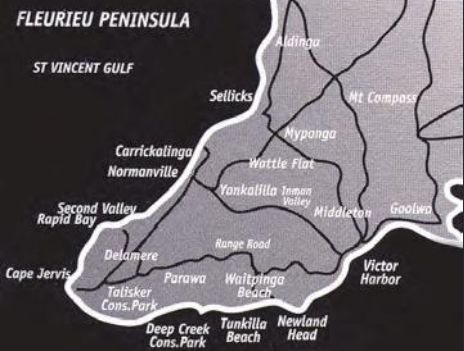 FLEURIEU PENINSULA
ST VINCENT GULF
Aldinga
Sellicks
Mt Compass
Myponga
Carrickalinga
Normanville
Wattle Flat
Yankalilla
Inman
Valley
Second Valley
Rapid Bay
Middleton
Goolwa
Delamere
Range Road
Cape Jervis
Parawa
Waitpinga
Beach
Victor
Harbor
Talisker
Cons.Park
Deep Creek
Cons.Park
Tunkilla
Beach
Newland
Head